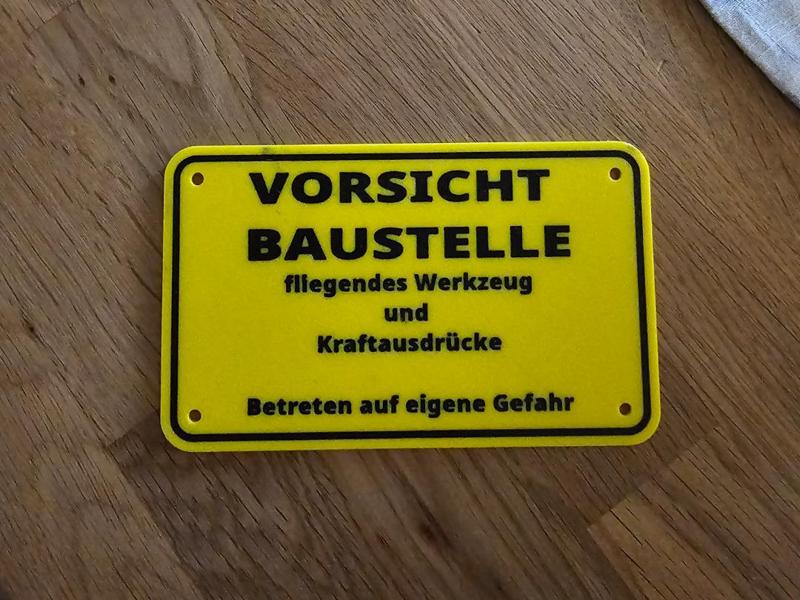 VORSICHT
BAUSTELLE
fliegendes Werkzeug
und
Kraftausdrücke
Betreten auf eigene Gefahr